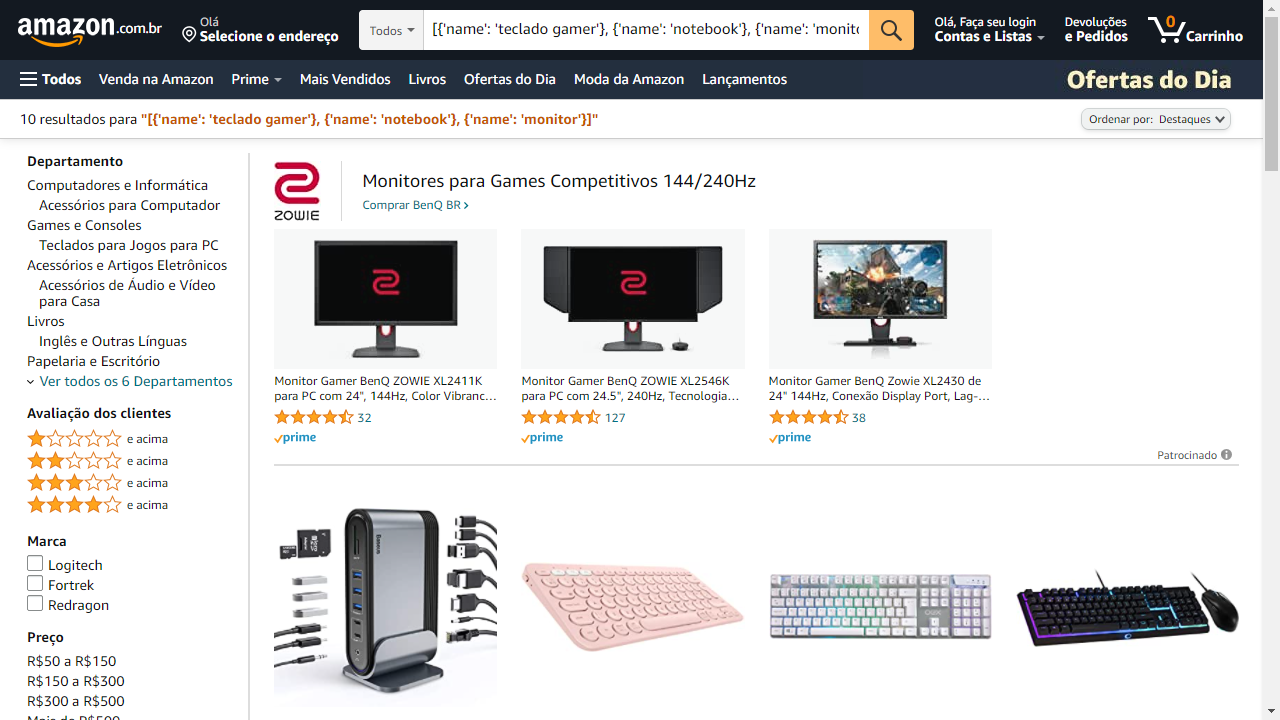 amazon.com.br
Olá
Selecione o endereço
Todos
[{'name': 'teclado gamer'}, {'name': 'notebook'}, {'name': 'monito
Olá, Faça seu login
Contas e Listas
Devoluções
e Pedidos
0
Carrinho
Todos
Venda na Amazon
Prime
Mais Vendidos
Livros
Ofertas do Dia
Moda da Amazon
Lançamentos
Ofertas do Dia
10 resultados para "[{'name': 'teclado gamer'}, {'name': 'notebook'}, {'name': 'monitor'}]"
Ordenar por: Destaques
Departamento
Computadores e Informática
Acessórios para Computador
Games e Consoles
Teclados para Jogos para PC
Acessórios e Artigos Eletrônicos
Acessórios de Áudio e Vídeo
para Casa
Livros
Inglês e Outras Línguas
Papelaria e Escritório
Ver todos os 6 Departamentos
Avaliação dos clientes
e acima
e acima
e acima
e acima
Marca
Logitech
Fortrek
Redragon
Preço
R$50 a R$150
R$150 a R$300
R$300 a R$500
Mais de R$500
ZOWIE
Monitores para Games Competitivos 144/240Hz
Comprar BenQ BR
Monitor Gamer BenQ ZOWIE XL2411K
para PC com 24", 144Hz, Color Vibranc…
32
prime
Monitor Gamer BenQ ZOWIE XL2546K
para PC com 24.5", 240Hz, Tecnologia…
127
prime
Monitor Gamer BenQ Zowie XL2430 de
24" 144Hz, Conexão Display Port, Lag-…
38
prime
Patrocinado
Baseus